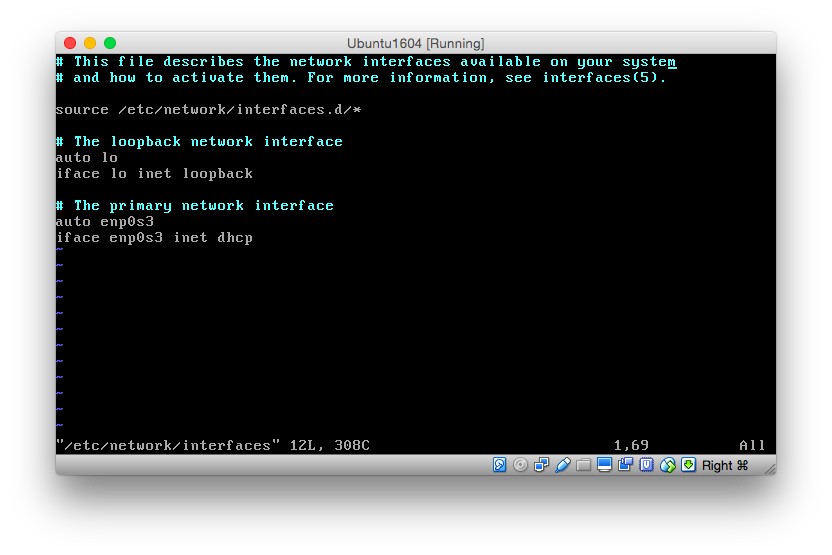 Ubuntu1604 [Running]
# This file describes the network interfaces available on your system
# and how to activate them. For more information, see interfaces(5).
source /etc/network/interfaces.d/*
# The loopback network interface
auto lo
iface lo inet loopback
# The primary network interface
auto enp0s3
iface enp0s3 inet dhcp
~
~
~
~
~
~
~
~
~
~
~
~
"/etc/network/interfaces" 12L, 308C 1,69 All
Right ⌘